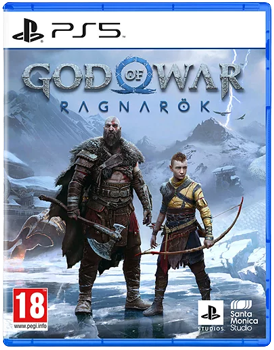 PS5
GOD OF WAR
RAGNARÖK
18
www.pegi.info
STUDIOS
Santa
Monica
Studio